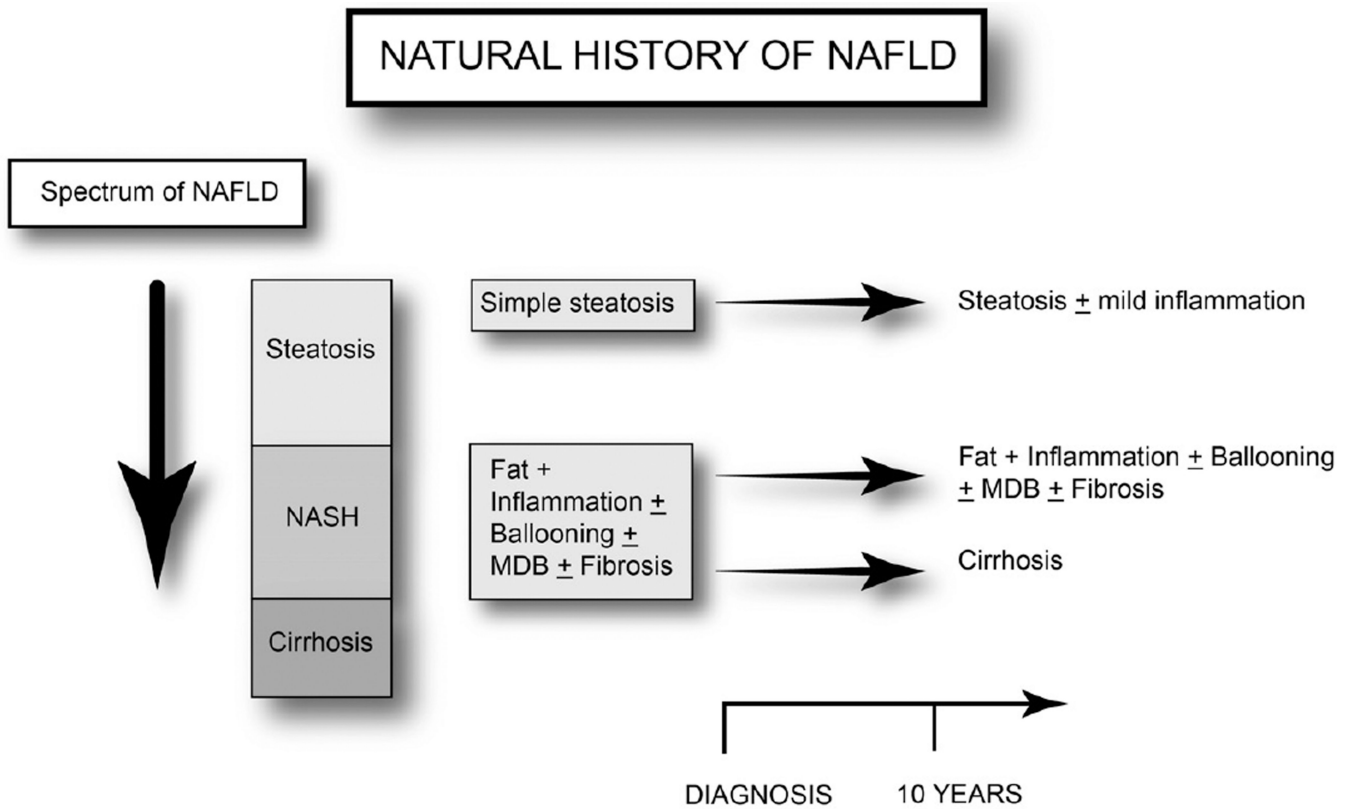 NATURAL HISTORY OF NAFLD
Spectrum of NAFLD
Steatosis
NASH
Cirrhosis
Simple steatosis
Steatosis ± mild inflammation
Fat +
Inflammation ±
Ballooning ±
MDB ± Fibrosis
Fat + Inflammation ± Ballooning
± MDB ± Fibrosis
Cirrhosis
DIAGNOSIS
10 YEARS